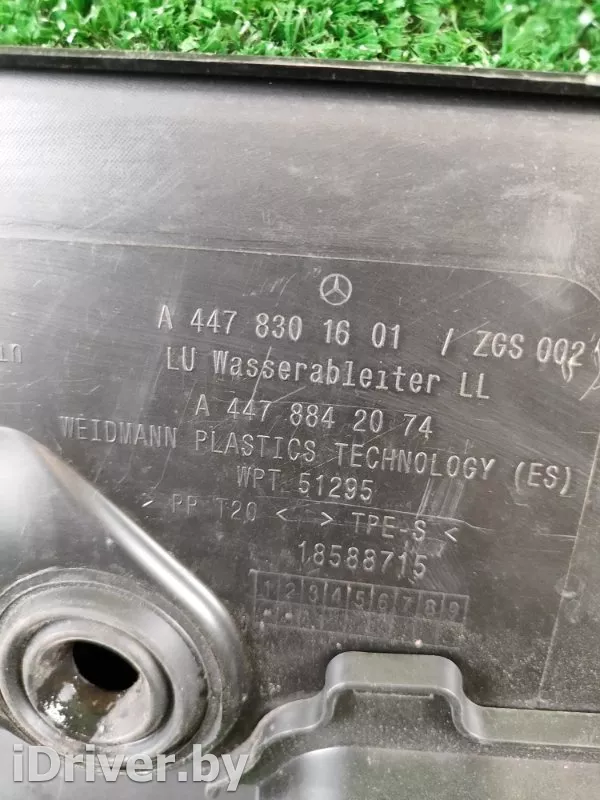 A 447 830 16 01 / ZGS 002
LU Wasserableiter LL
A 447 884 20 74
WEIDMANN PLASTICS TECHNOLOGY (ES)
WPT 51295
> PP T20 < > TPE-S <
18588715
1 2 3 4 5 6 7 8 9
iDriver.by